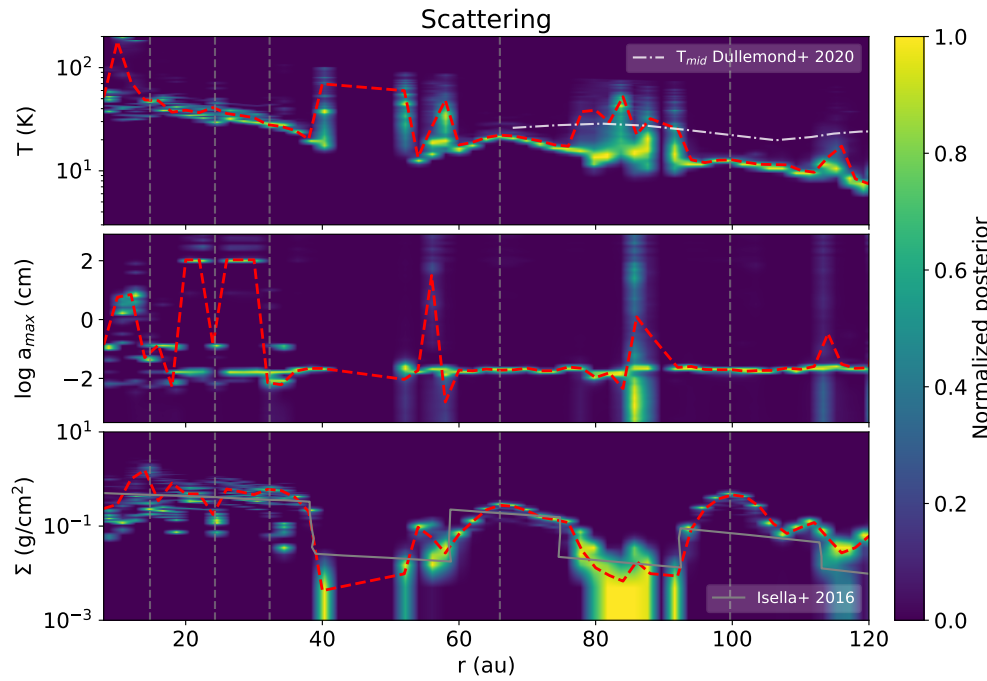 Scattering
T (K)
10²
10¹
T_mid Dullemond+ 2020
log a_max (cm)
2
0
−2
Σ (g/cm²)
10¹
10⁻¹
10⁻³
Isella+ 2016
20 40 60 80 100 120
r (au)
1.0
0.8
0.6
0.4
0.2
0.0
Normalized posterior